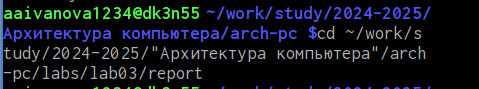 aaivanova1234@dk3n55 ~/work/study/2024-2025/
Архитектура компьютера/arch-pc $cd ~/work/s
tudy/2024-2025/"Архитектура компьютера"/arch
-pc/labs/lab03/report